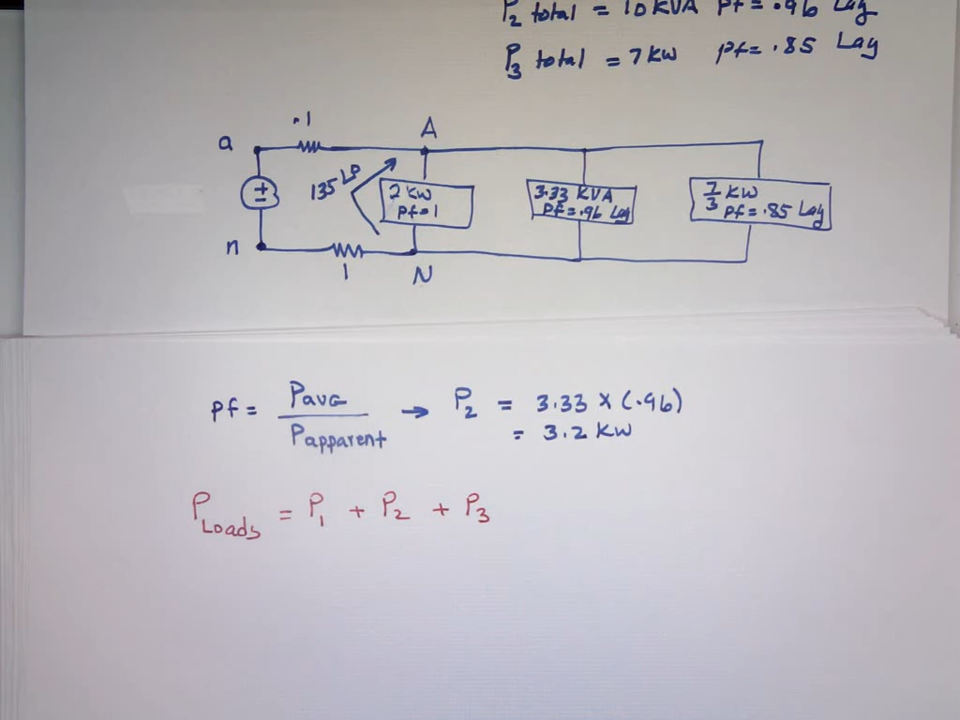 P2 total = 10 KVA pf = .96 Lag
P3 total = 7 KW pf = .85 Lag
.1
a
A
135 LP
2 KW
pf=1
3.33 KVA
pf=.96 Lag
7/3 KW
pf=.85 Lag
n
1
N
pf = PAVG / Papparent → P2 = 3.33 x (.96)
= 3.2 KW
PLoads = P1 + P2 + P3